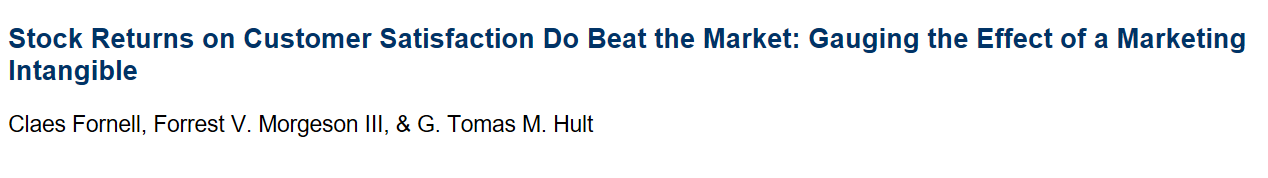 Stock Returns on Customer Satisfaction Do Beat the Market: Gauging the Effect of a Marketing
Intangible
Claes Fornell, Forrest V. Morgeson III, & G. Tomas M. Hult